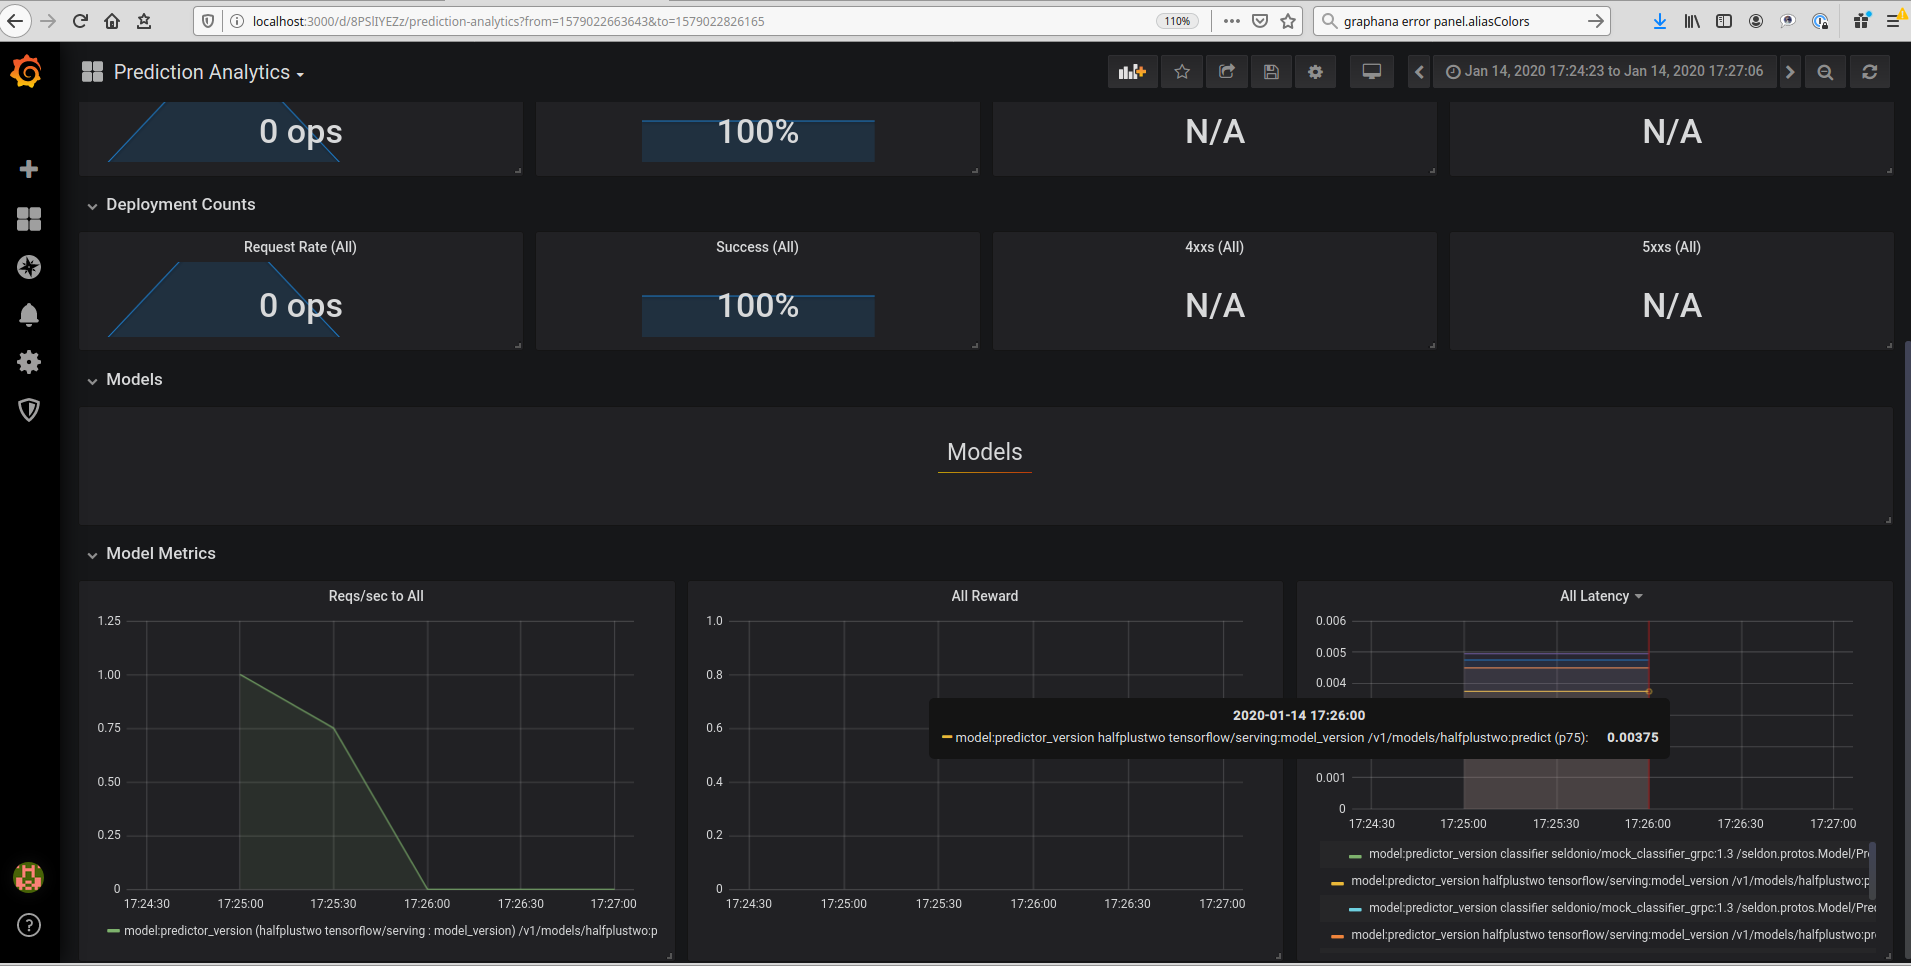 localhost:3000/d/8PSlIYEZz/prediction-analytics?from=1579022663643&to=1579022826165
110%
graphana error panel.aliasColors
Prediction Analytics
Jan 14, 2020 17:24:23 to Jan 14, 2020 17:27:06
0 ops
100%
N/A
N/A
Deployment Counts
Request Rate (All)
Success (All)
4xxs (All)
5xxs (All)
0 ops
100%
N/A
N/A
Models
Models
Model Metrics
Reqs/sec to All
1.25
1.00
0.75
0.50
0.25
0
17:24:30 17:25:00 17:25:30 17:26:00 17:26:30 17:27:00
model:predictor_version (halfplustwo tensorflow/serving : model_version) /v1/models/halfplustwo:p
All Reward
1.0
0.8
0.6
0.4
0.2
0
17:24:30 17:25:00 17:25:30 17:26:00 17:26:30 17:27:00
All Latency
0.006
0.005
0.004
2020-01-14 17:26:00
model:predictor_version halfplustwo tensorflow/serving:model_version /v1/models/halfplustwo:predict (p75): 0.00375
0.001
0
17:24:30 17:25:00 17:25:30 17:26:00 17:26:30 17:27:00
model:predictor_version classifier seldonio/mock_classifier_grpc:1.3 /seldon.protos.Model/Pr
model:predictor_version halfplustwo tensorflow/serving:model_version /v1/models/halfplustwo:p
model:predictor_version classifier seldonio/mock_classifier_grpc:1.3 /seldon.protos.Model/Pre
model:predictor_version halfplustwo tensorflow/serving:model_version /v1/models/halfplustwo:pr